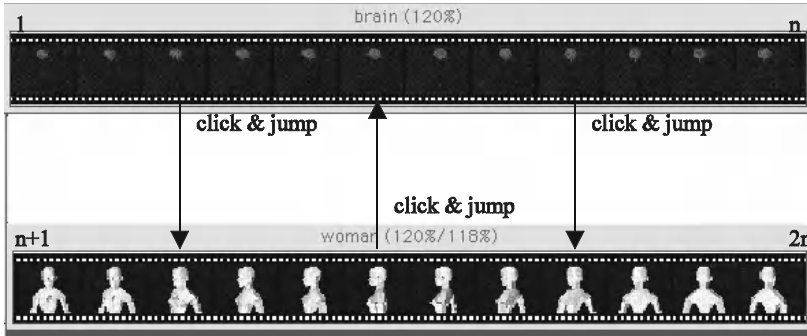 1 brain (120%) n
click & jump click & jump
click & jump
n+1 woman (120%/118%) 2n